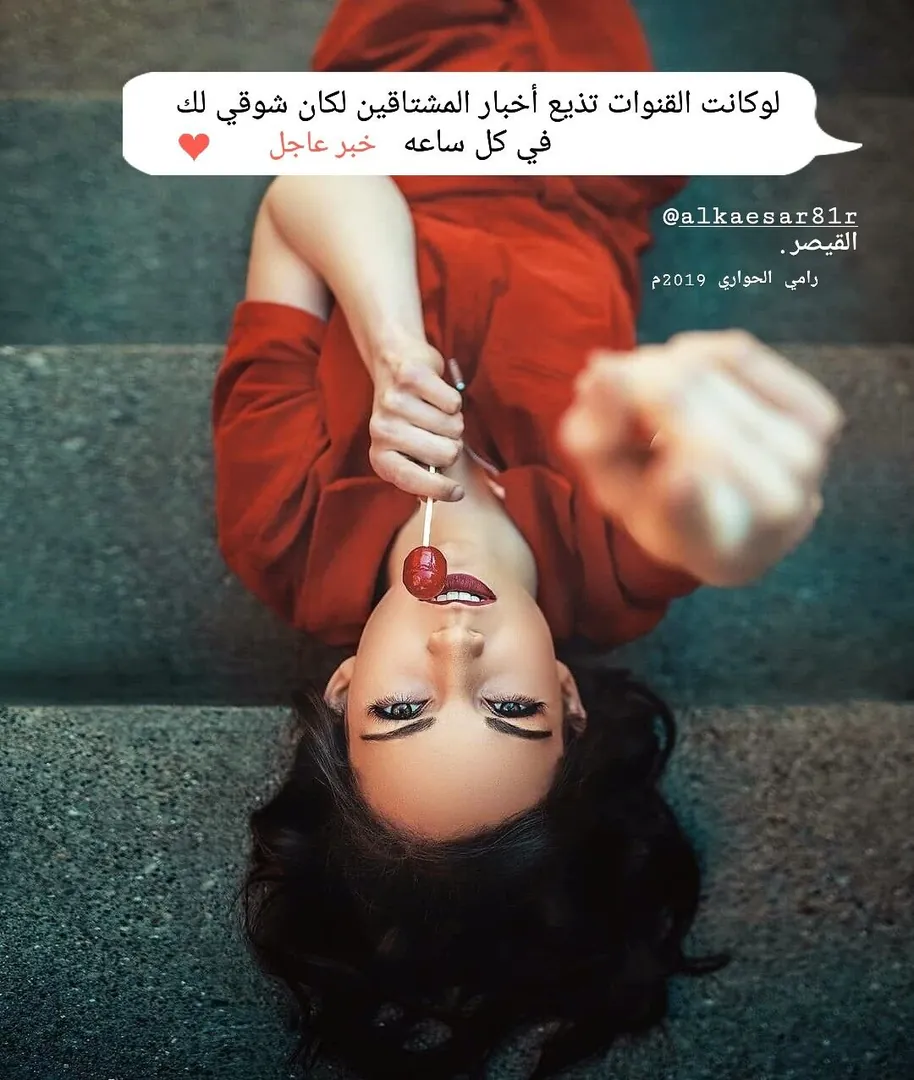 لوكانت القنوات تذيع أخبار المشتاقين لكان شوقي لك
في كل ساعه خبر عاجل
@alkaesar81r
القيصر.
رامي الحواري 2019م